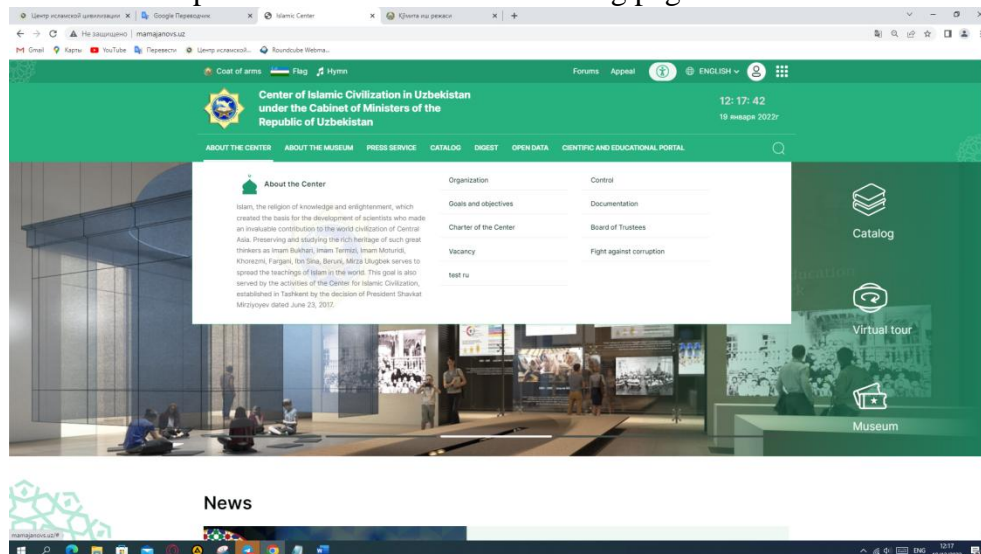 Центр исламской цивилизации
Google Переводчик
Islamic Center
Қўлимга иш режаси
Не защищено | mamajanovs.uz
Gmail Карты YouTube Перевести Центр исламской... Roundcube Webma...
Coat of arms Flag Hymn
Forums Appeal ENGLISH
Center of Islamic Civilization in Uzbekistan
under the Cabinet of Ministers of the
Republic of Uzbekistan
12: 17: 42
19 января 2022г
ABOUT THE CENTER ABOUT THE MUSEUM PRESS SERVICE CATALOG DIGEST OPEN DATA CIENTIFIC AND EDUCATIONAL PORTAL
About the Center
Islam, the religion of knowledge and enlightenment, which
created the basis for the development of scientists who made
an invaluable contribution to the world civilization of Central
Asia. Preserving and studying the rich heritage of such great
thinkers as Imam Bukhari, Imam Termizi, Imam Moturidi,
Khorezmi, Fargani, Ibn Sina, Beruni, Mirza Ulugbek serves to
spread the teachings of Islam in the world. This goal is also
served by the activities of the Center for Islamic Civilization,
established in Tashkent by the decision of President Shavkat
Mirziyoyev dated June 23, 2017.
Organization
Goals and objectives
Charter of the Center
Vacancy
test ru
Control
Documentation
Board of Trustees
Fight against corruption
Catalog
Virtual tour
Museum
News
mamajanovs.uz/#
ENG
12:17